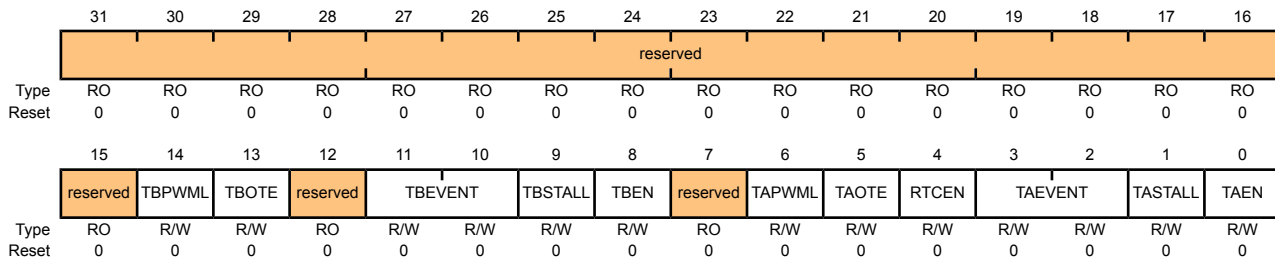 31 30 29 28 27 26 25 24 23 22 21 20 19 18 17 16
reserved
Type RO RO RO RO RO RO RO RO RO RO RO RO RO RO RO RO
Reset 0 0 0 0 0 0 0 0 0 0 0 0 0 0 0 0
15 14 13 12 11 10 9 8 7 6 5 4 3 2 1 0
reserved TBPWML TBOTE reserved TBEVENT TBSTALL TBEN reserved TAPWML TAOTE RTCEN TAEVENT TASTALL TAEN
Type RO R/W R/W RO R/W R/W R/W R/W RO R/W R/W R/W R/W R/W R/W R/W
Reset 0 0 0 0 0 0 0 0 0 0 0 0 0 0 0 0